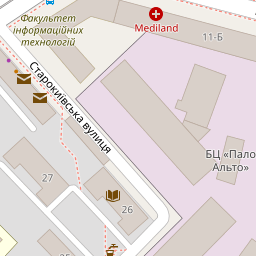 Факультет
інформаційних
технологій
Mediland
11-Б
Старокиївська вулиця
БЦ «Пало
Альто»
27
26